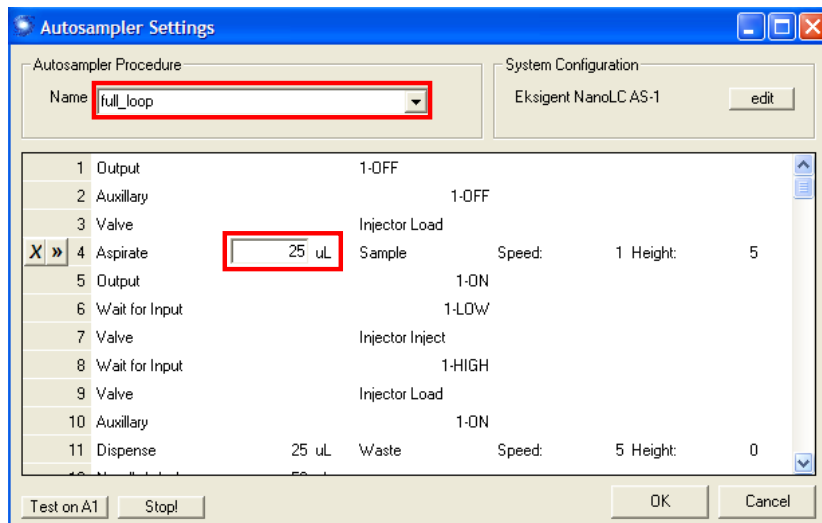 Autosampler Settings
Autosampler Procedure
Name full_loop
System Configuration
Eksigent NanoLC AS-1 edit
1 Output 1-OFF
2 Auxillary 1-OFF
3 Valve Injector Load
X » 4 Aspirate 25 uL Sample Speed: 1 Height: 5
5 Output 1-ON
6 Wait for Input 1-LOW
7 Valve Injector Inject
8 Wait for Input 1-HIGH
9 Valve Injector Load
10 Auxillary 1-ON
11 Dispense 25 uL Waste Speed: 5 Height: 0
Test on A1 Stop! OK Cancel